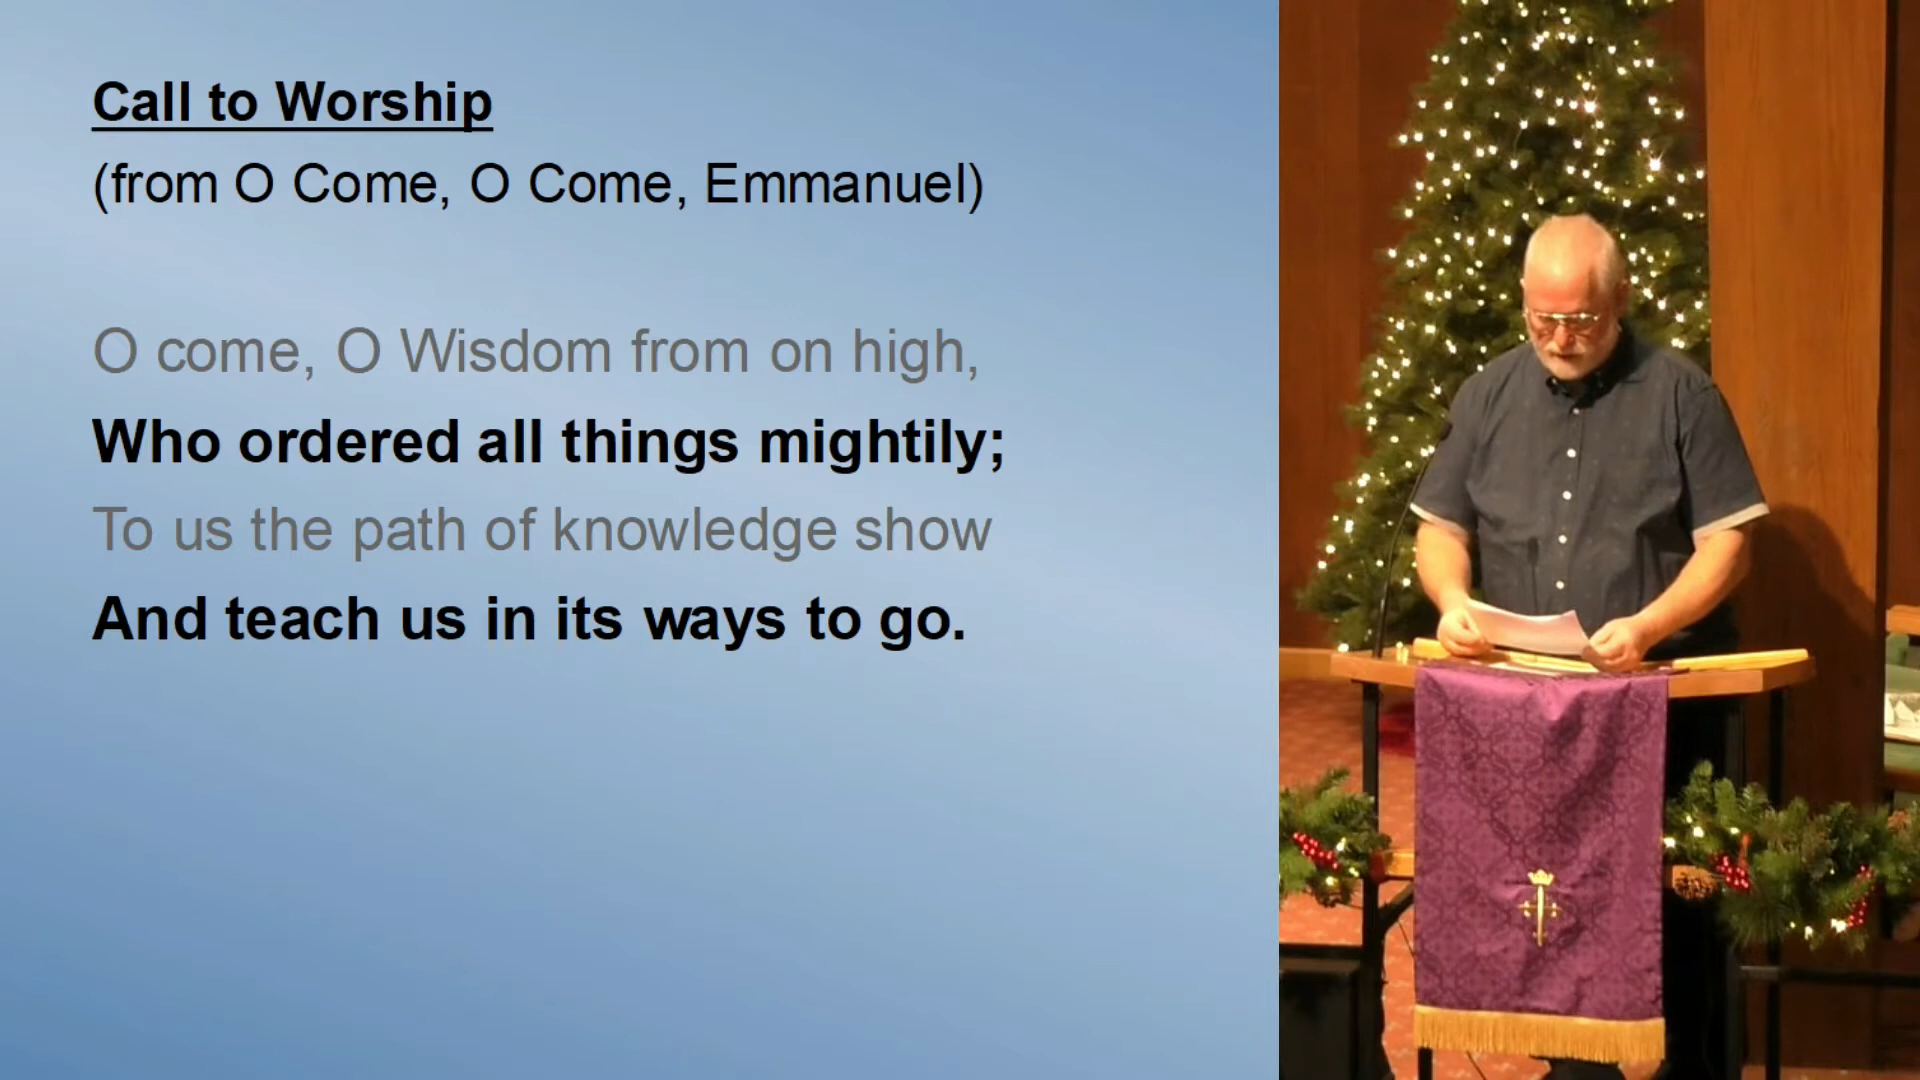 Call to Worship
(from O Come, O Come, Emmanuel)
O come, O Wisdom from on high,
Who ordered all things mightily;
To us the path of knowledge show
And teach us in its ways to go.